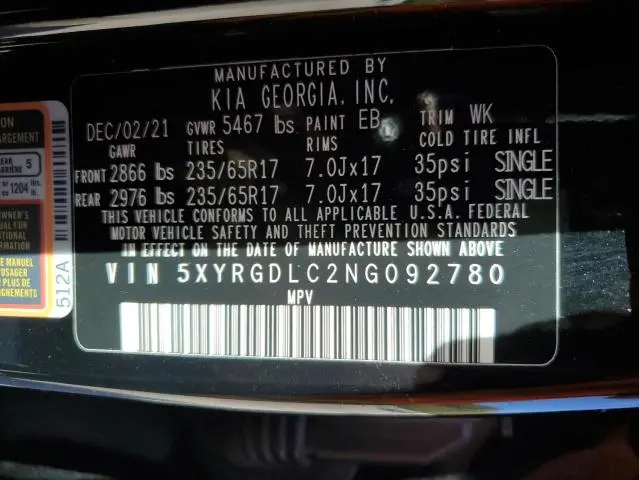 MANUFACTURED BY
KIA GEORGIA, INC.
DEC/02/21 GVWR 5467 lbs. PAINT EB TRIM WK
GAWR TIRES RIMS COLD TIRE INFL
FRONT 2866 lbs 235/65R17 7.0Jx17 35psi SINGLE
REAR 2976 lbs 235/65R17 7.0Jx17 35psi SINGLE
THIS VEHICLE CONFORMS TO ALL APPLICABLE U.S.A. FEDERAL
MOTOR VEHICLE SAFETY AND THEFT PREVENTION STANDARDS
IN EFFECT ON THE DATE OF MANUFACTURE SHOWN ABOVE
VIN 5XYRGDLC2NG092780
MPV
5
1204 lbs.
512A